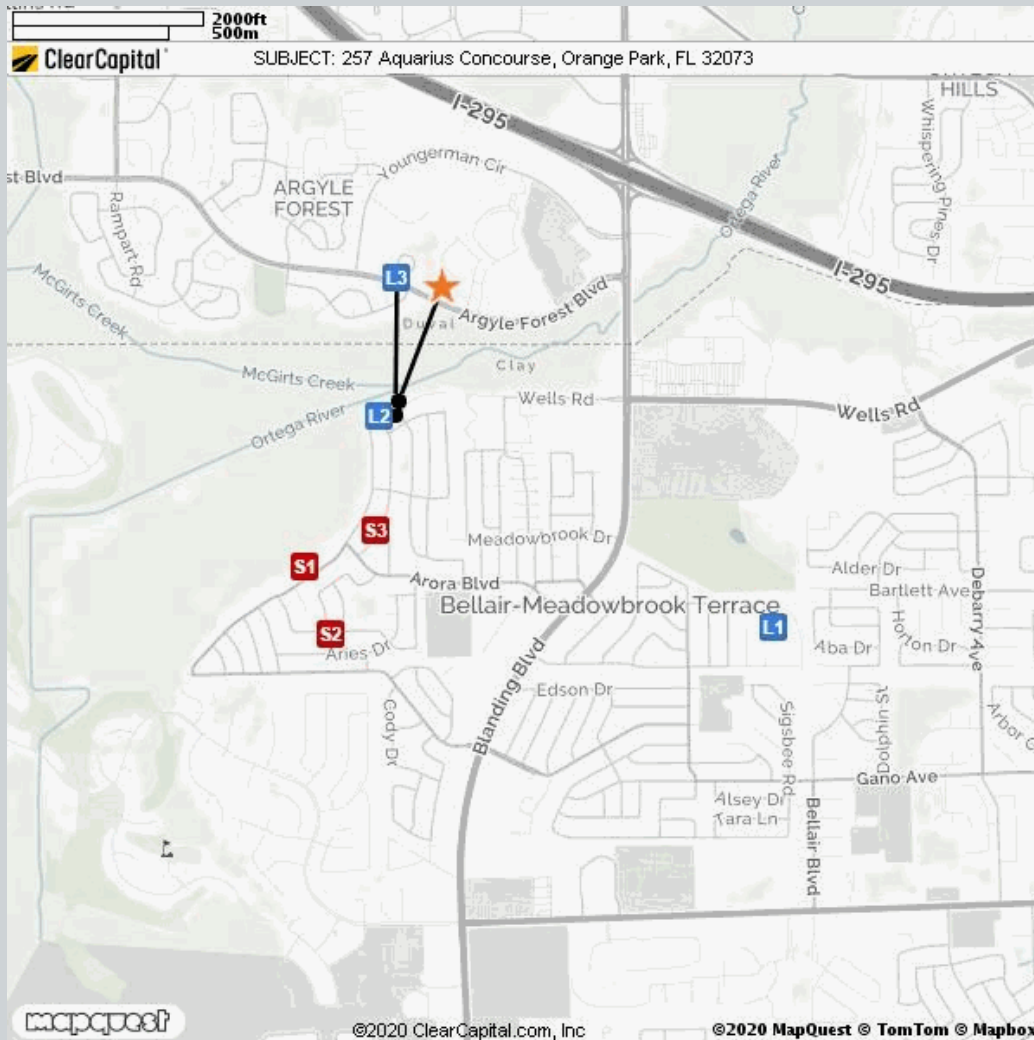 2000ft
500m
ClearCapital
SUBJECT: 257 Aquarius Concourse, Orange Park, FL 32073
HILLS
I-295
Youngerman Cir
Whispering Pines Dr
st Blvd
ARGYLE
FOREST
Rampart Rd
Ortega River
McGirts Creek
L3
I-295
Argyle Forest Blvd
Duval
Clay
McGirts Creek
Wells Rd
Wells Rd
L2
Ortega River
S3
Meadowbrook Dr
S1
Arora Blvd
Alder Dr
Bartlett Ave
Debarry Ave
Bellair-Meadowbrook Terrace
L1
Horton Dr
S2
Aries Dr
Aba Dr
Blanding Blvd
Edson Dr
Cody Dr
Sigsbee Rd
Dolphin St
Arbor
Gano Ave
Alsey Dr
Tara Ln
Bellair Blvd
mapquest
©2020 ClearCapital.com, Inc
©2020 MapQuest © TomTom © Mapbox